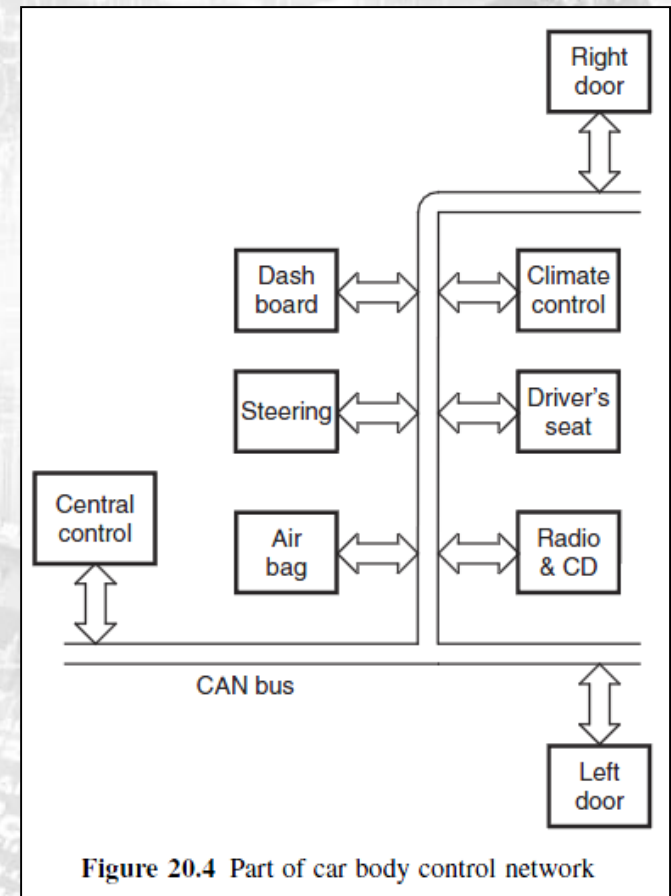 Right
door
Dash
board
Climate
control
Steering
Driver's
seat
Central
control
Air
bag
Radio
& CD
CAN bus
Left
door
Figure 20.4 Part of car body control network